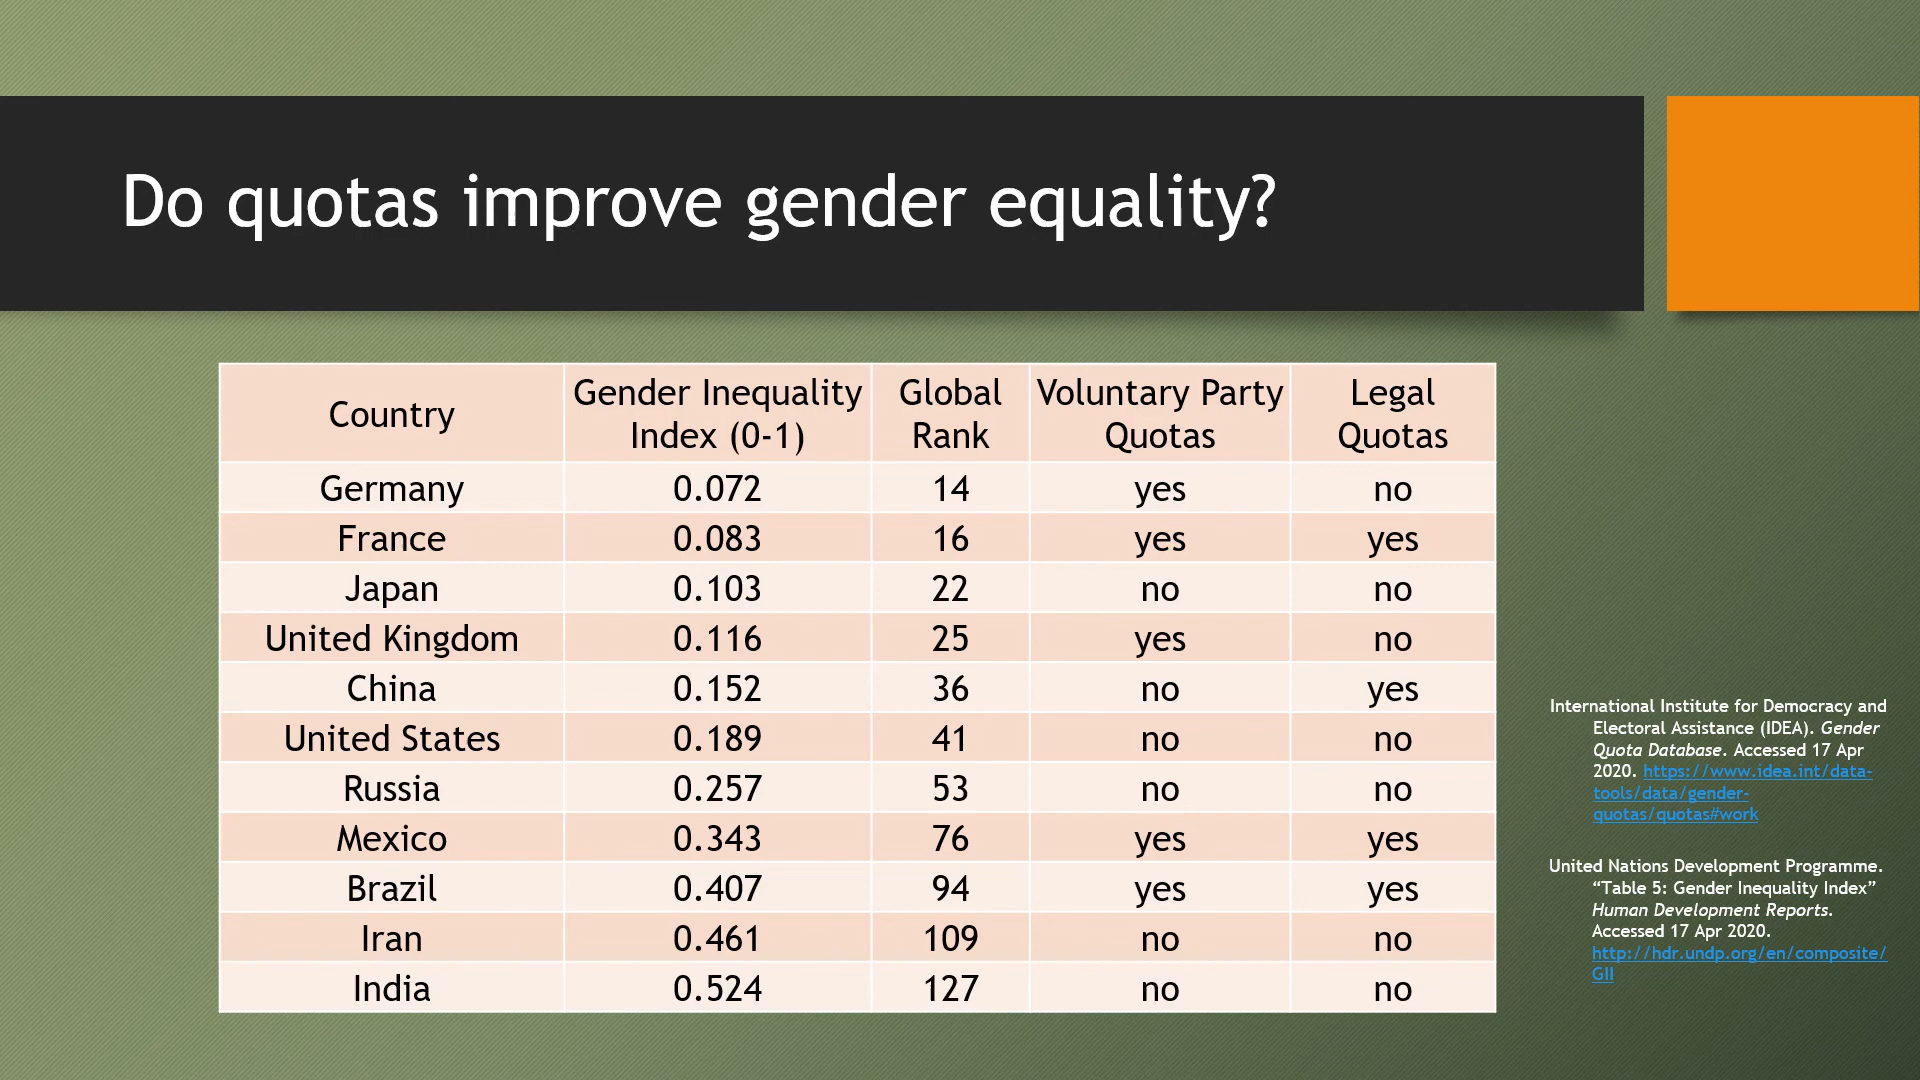 Do quotas improve gender equality?
Country Gender Inequality Index (0-1) Global Rank Voluntary Party Quotas Legal Quotas
Germany 0.072 14 yes no
France 0.083 16 yes yes
Japan 0.103 22 no no
United Kingdom 0.116 25 yes no
China 0.152 36 no yes
United States 0.189 41 no no
Russia 0.257 53 no no
Mexico 0.343 76 yes yes
Brazil 0.407 94 yes yes
Iran 0.461 109 no no
India 0.524 127 no no
International Institute for Democracy and
Electoral Assistance (IDEA). Gender
Quota Database. Accessed 17 Apr
2020. https://www.idea.int/data-
tools/data/gender-
quotas/quotas#work
United Nations Development Programme.
“Table 5: Gender Inequality Index”
Human Development Reports.
Accessed 17 Apr 2020.
http://hdr.undp.org/en/composite/
GII